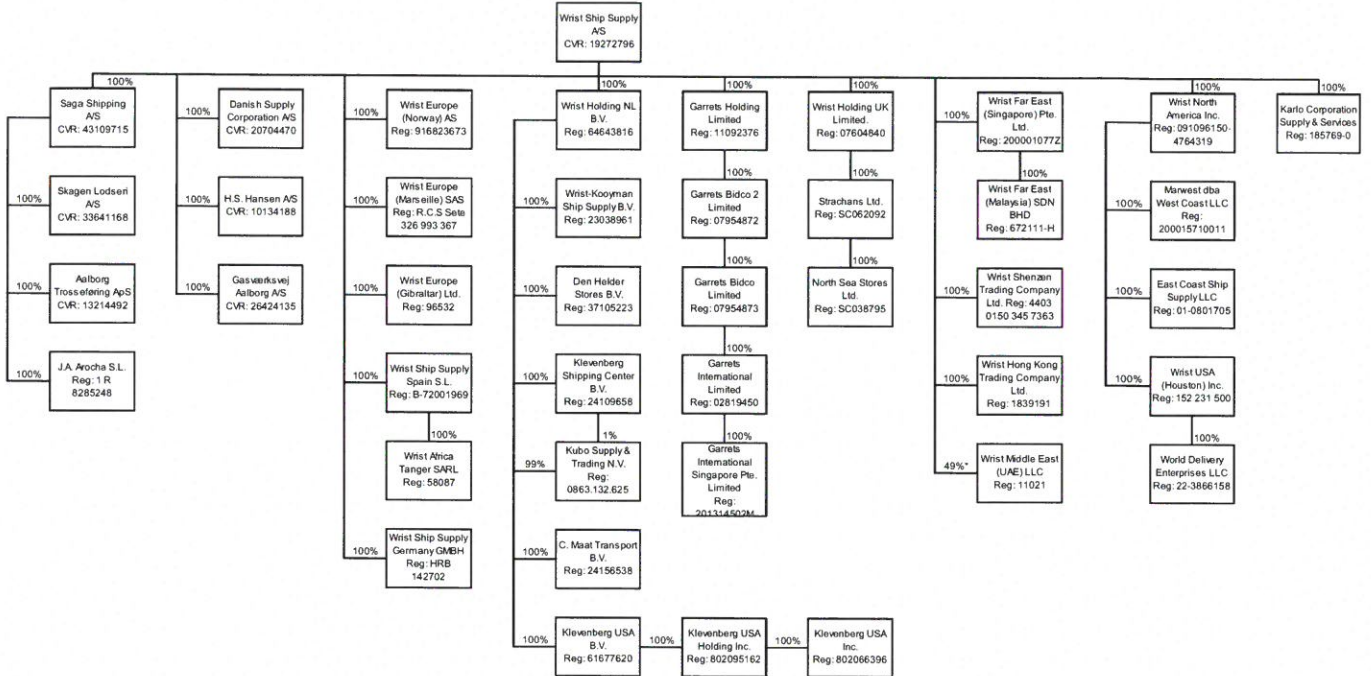 Wrist Ship Supply
A/S
CVR: 19272796
100%
100%
100%
100%
100%
100%
100%
Saga Shipping
A/S
CVR: 43109715
100%
Danish Supply
Corporation A/S
CVR: 20704470
100%
Wrist Europe
(Norway) AS
Reg: 916823673
Wrist Holding NL
B.V.
Reg: 64643816
Garrets Holding
Limited
Reg: 11092376
Wrist Holding UK
Limited.
Reg: 07604840
100%
Wrist Far East
(Singapore) Pte.
Ltd.
Reg: 200001077Z
Wrist North
America Inc.
Reg: 091096150-
4764319
Karlo Corporation
Supply & Services
Reg: 185769-0
100%
100%
100%
100%
Skagen Lodseri
A/S
CVR: 33641168
100%
H.S. Hansen A/S
CVR: 10134188
100%
Wrist Europe
(Marseille) SAS
Reg: R.C.S Sete
326 993 367
100%
Wrist-Kooyman
Ship Supply B.V.
Reg: 23038961
Garrets Bidco 2
Limited
Reg: 07954872
Strachans Ltd.
Reg: SC062092
Wrist Far East
(Malaysia) SDN
BHD
Reg: 672111-H
100%
Marwest dba
West Coast LLC
Reg:
200015710011
100%
100%
100%
Aalborg
Trosseføring ApS
CVR: 13214492
100%
Gasværksvej
Aalborg A/S
CVR: 26424135
100%
Wrist Europe
(Gibraltar) Ltd.
Reg: 96532
100%
Den Helder
Stores B.V.
Reg: 37105223
Garrets Bidco
Limited
Reg: 07954873
North Sea Stores
Ltd.
Reg: SC038795
100%
Wrist Shenzen
Trading Company
Ltd. Reg: 4403
0150 345 7363
100%
East Coast Ship
Supply LLC
Reg: 01-0801705
100%
100%
J.A. Arocha S.L.
Reg: 1 R
8285248
100%
Wrist Ship Supply
Spain S.L.
Reg: B-72001969
100%
Klevenberg
Shipping Center
B.V.
Reg: 24109658
Garrets
International
Limited
Reg: 02819450
100%
Wrist Hong Kong
Trading Company
Ltd.
Reg: 1839191
100%
Wrist USA
(Houston) Inc.
Reg: 152 231 500
100%
1%
100%
100%
Wrist Africa
Tanger SARL
Reg: 58087
99%
Kubo Supply &
Trading N.V.
Reg:
0863.132.625
Garrets
International
Singapore Pte.
Limited
Reg:
201314502M
49%*
Wrist Middle East
(UAE) LLC
Reg: 11021
World Delivery
Enterprises LLC
Reg: 22-3866158
100%
Wrist Ship Supply
Germany GMBH
Reg: HRB
142702
100%
C. Maat Transport
B.V.
Reg: 24156538
100%
Klevenberg USA
B.V.
Reg: 61677620
100%
Klevenberg USA
Holding Inc.
Reg: 802095162
100%
Klevenberg USA
Inc.
Reg: 802066396